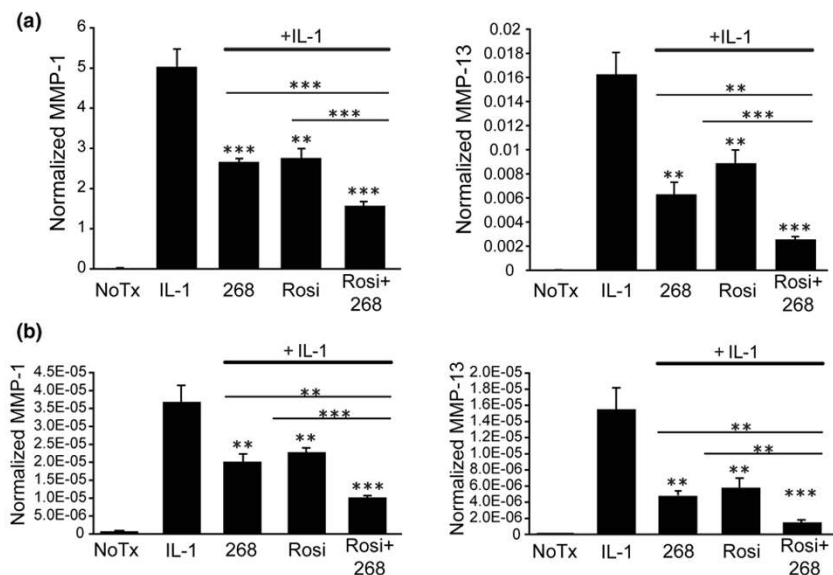 (a)
+IL-1
Normalized MMP-1
6
5
4
3
2
1
0
***
***
***
**
***
NoTx IL-1 268 Rosi Rosi+
268
+IL-1
Normalized MMP-13
0.02
0.018
0.016
0.014
0.012
0.01
0.008
0.006
0.004
0.002
0
**
***
**
**
***
NoTx IL-1 268 Rosi Rosi+
268
(b)
+ IL-1
Normalized MMP-1
4.5E-05
4.0E-05
3.5E-05
3.0E-05
2.5E-05
2.0E-05
1.5E-05
1.0E-05
5.0E-06
0.0E-05
**
***
**
**
***
NoTx IL-1 268 Rosi Rosi+
268
+ IL-1
Normalized MMP-13
2.0E-05
1.8E-05
1.6E-05
1.4E-05
1.2E-05
1.0E-05
8.0E-06
6.0E-06
4.0E-06
2.0E-06
0.0E-06
**
**
**
**
***
NoTx IL-1 268 Rosi Rosi+
268